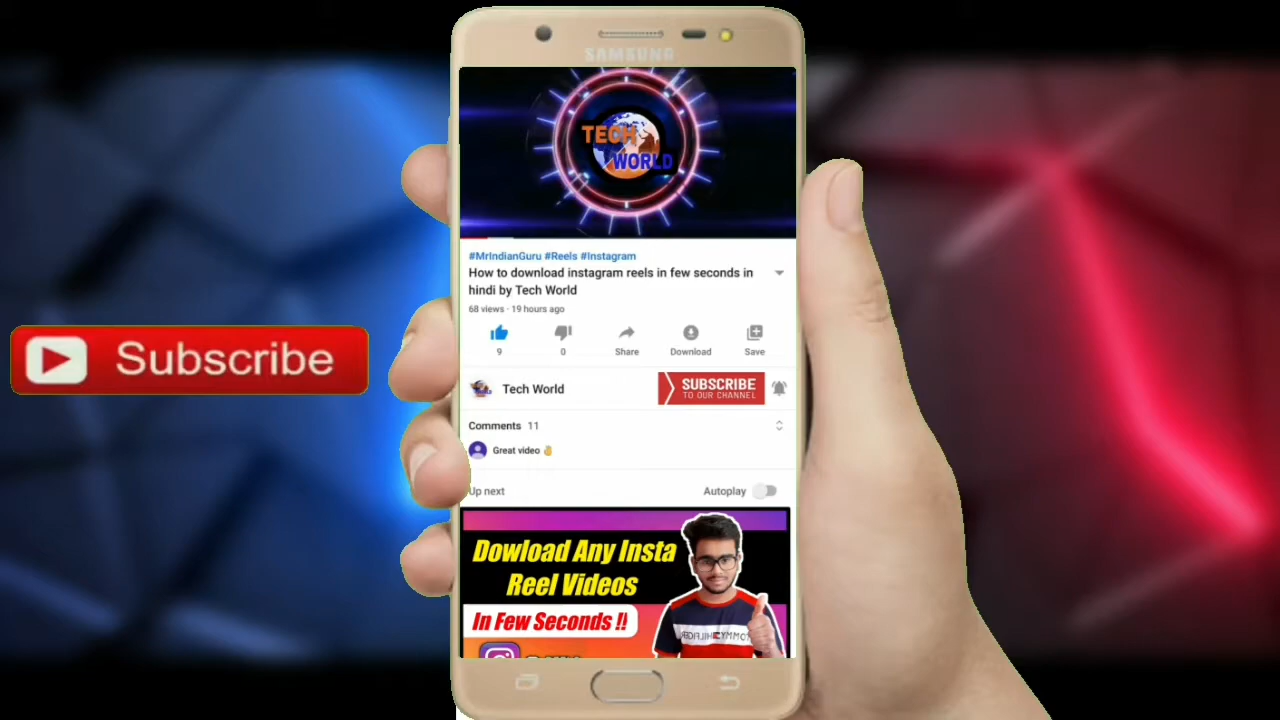 SAMSUNG
TECH
WORLD
#MrIndianGuru #Reels #Instagram
How to download instagram reels in few seconds in
hindi by Tech World
68 views · 19 hours ago
9
0
Share
Download
Save
Subscribe
Tech World
SUBSCRIBE
TO OUR CHANNEL
Comments 11
Great video 👌
Up next
Autoplay
Dowload Any Insta
Reel Videos
In Few Seconds !!